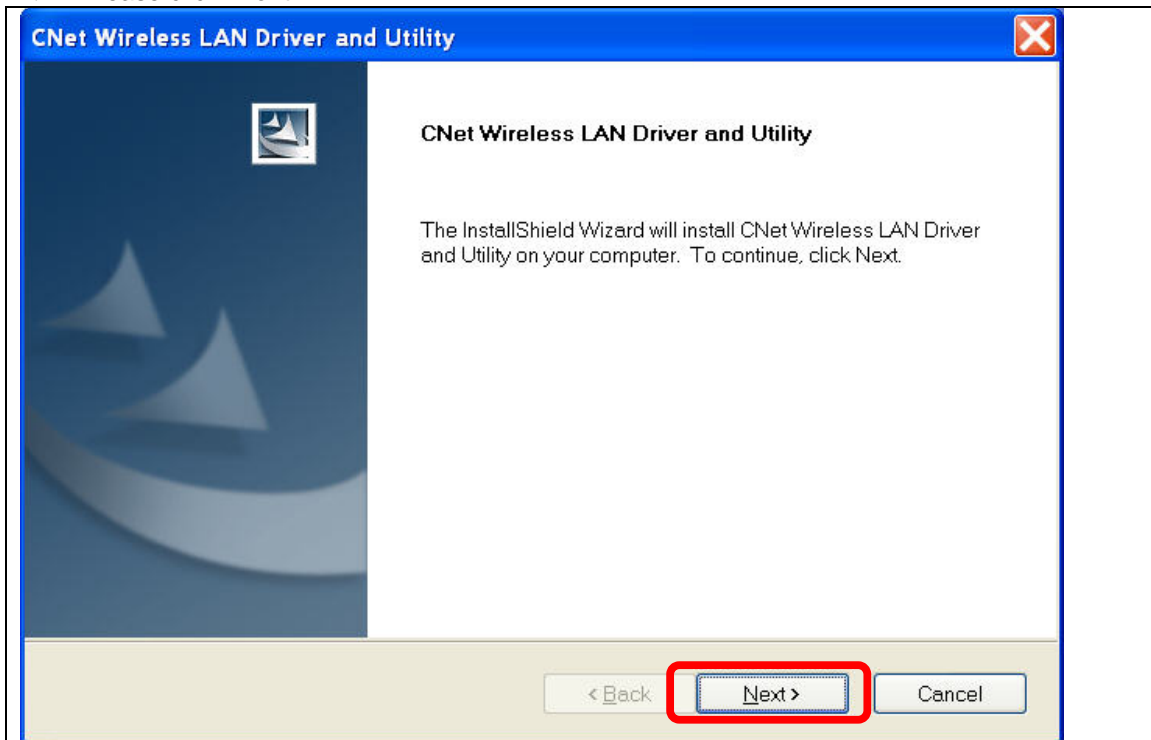 CNet Wireless LAN Driver and Utility
CNet Wireless LAN Driver and Utility
The InstallShield Wizard will install CNet Wireless LAN Driver
and Utility on your computer. To continue, click Next.
< Back Next > Cancel